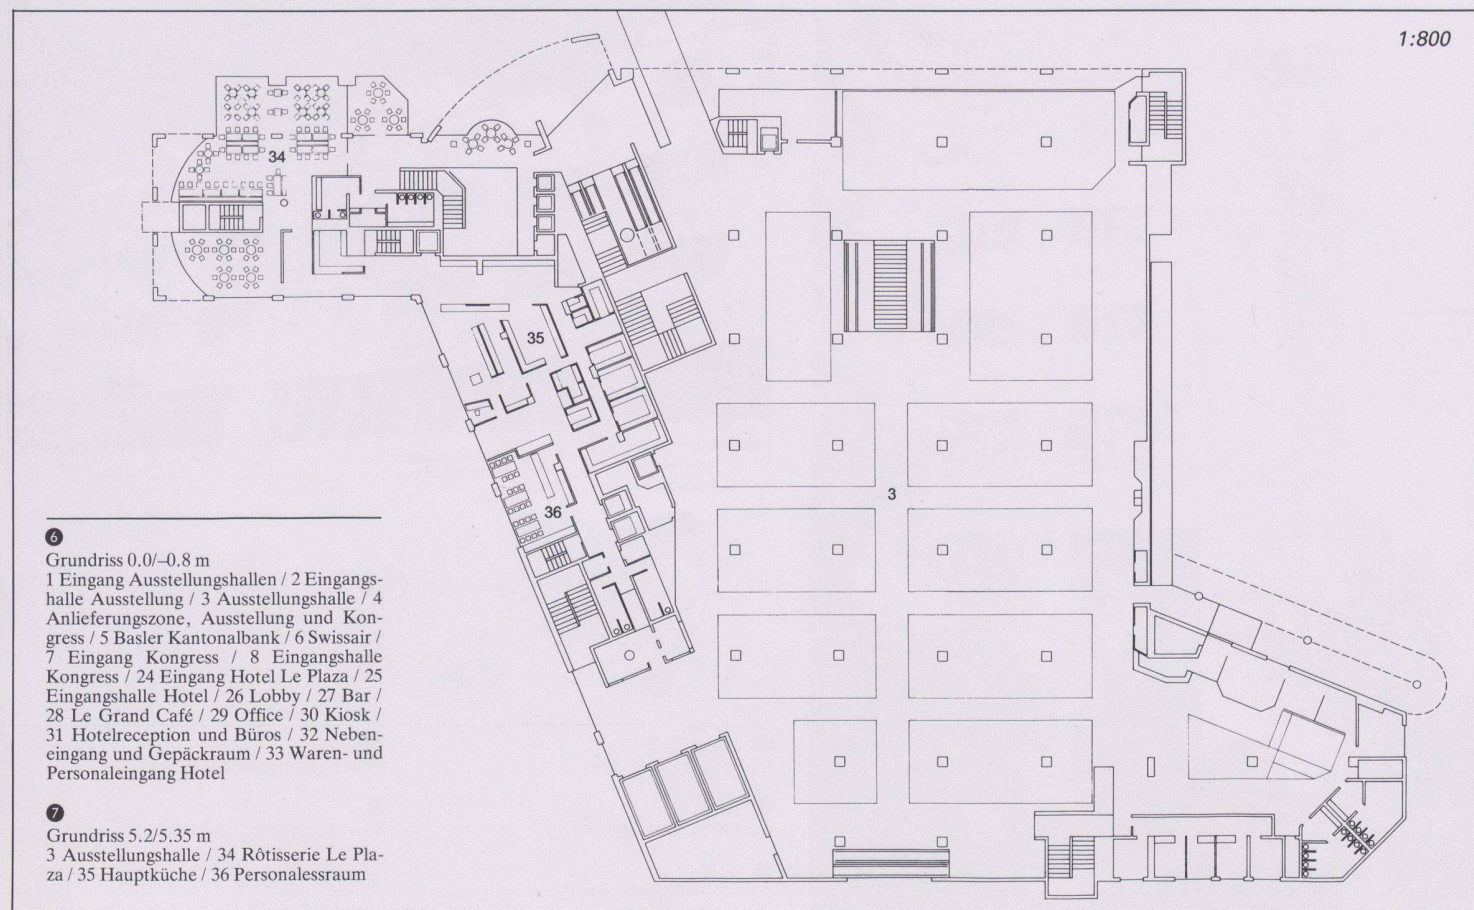 1:800
34
35
3
36
6
Grundriss 0.0/–0.8 m
1 Eingang Ausstellungshallen / 2 Eingangs-
halle Ausstellung / 3 Ausstellungshalle / 4
Anlieferungszone, Ausstellung und Kon-
gress / 5 Basler Kantonalbank / 6 Swissair /
7 Eingang Kongress / 8 Eingangshalle
Kongress / 24 Eingang Hotel Le Plaza / 25
Eingangshalle Hotel / 26 Lobby / 27 Bar /
28 Le Grand Café / 29 Office / 30 Kiosk /
31 Hotelreception und Büros / 32 Neben-
eingang und Gepäckraum / 33 Waren- und
Personaleingang Hotel
7
Grundriss 5.2/5.35 m
3 Ausstellungshalle / 34 Rôtisserie Le Pla-
za / 35 Hauptküche / 36 Personalessraum